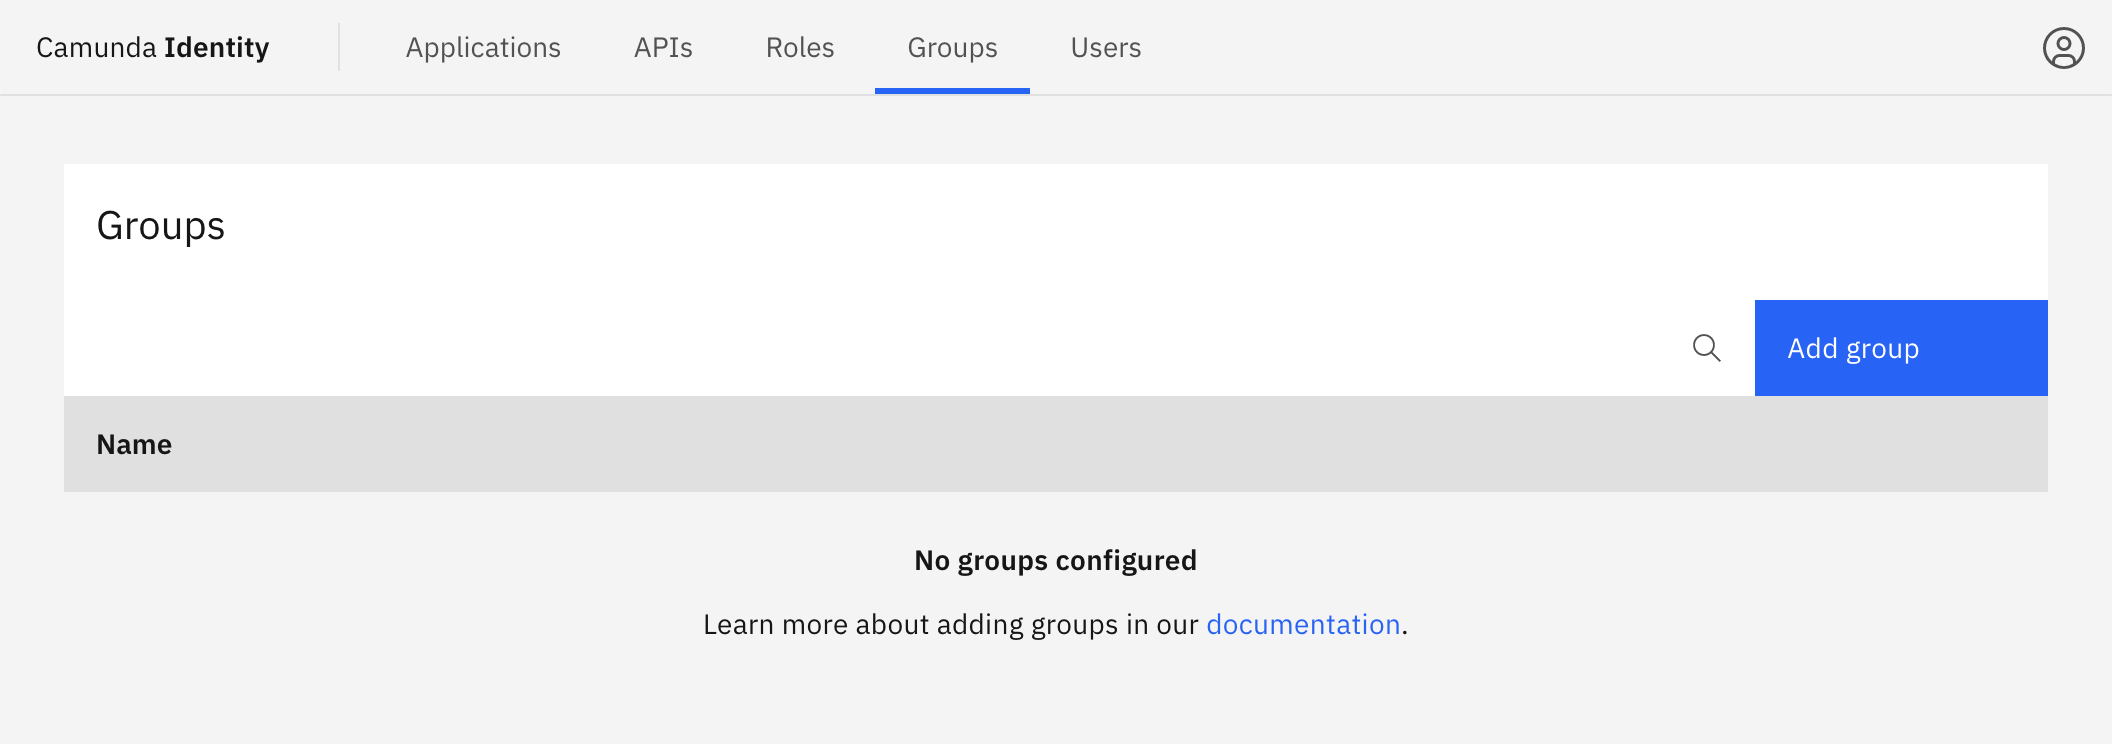 Camunda Identity Applications APIs Roles Groups Users
Groups
Add group
Name
No groups configured
Learn more about adding groups in our documentation.